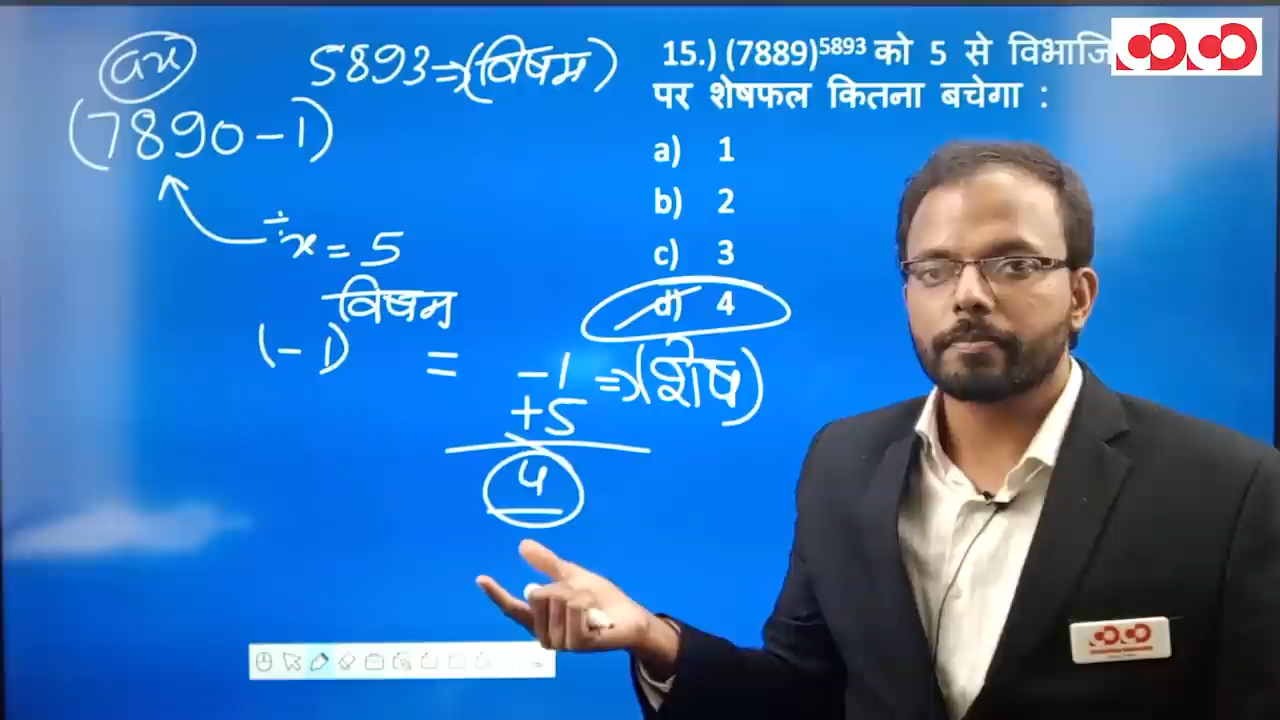 15.) (7889)^5893 को 5 से
पर शेषफल कितना बचेगा :
a) 1
b) 2
c) 3
d) 4
ax
5893 => (विषम)
(7890 - 1)
÷
x = 5
विषम
(-1) = -1 => (शेष)
+5
4